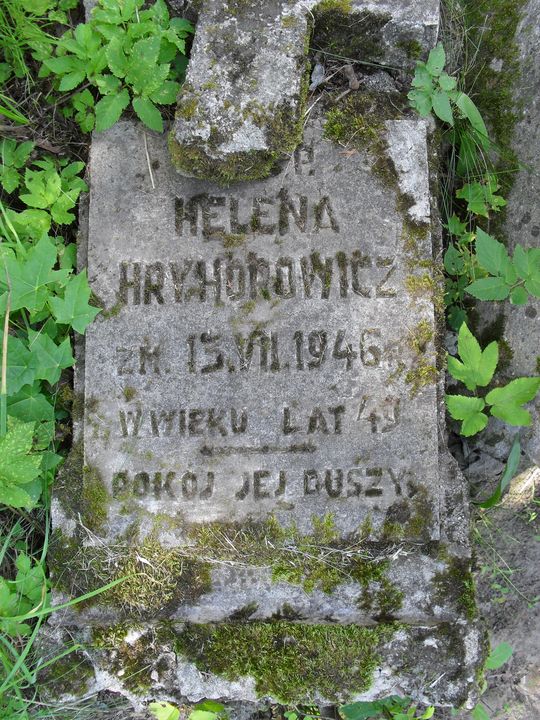 P.
HELENA
HRYHOROWICZ
ZM. 15.VII.1946 R.
W WIEKU LAT 49
POKÓJ JEJ DUSZY